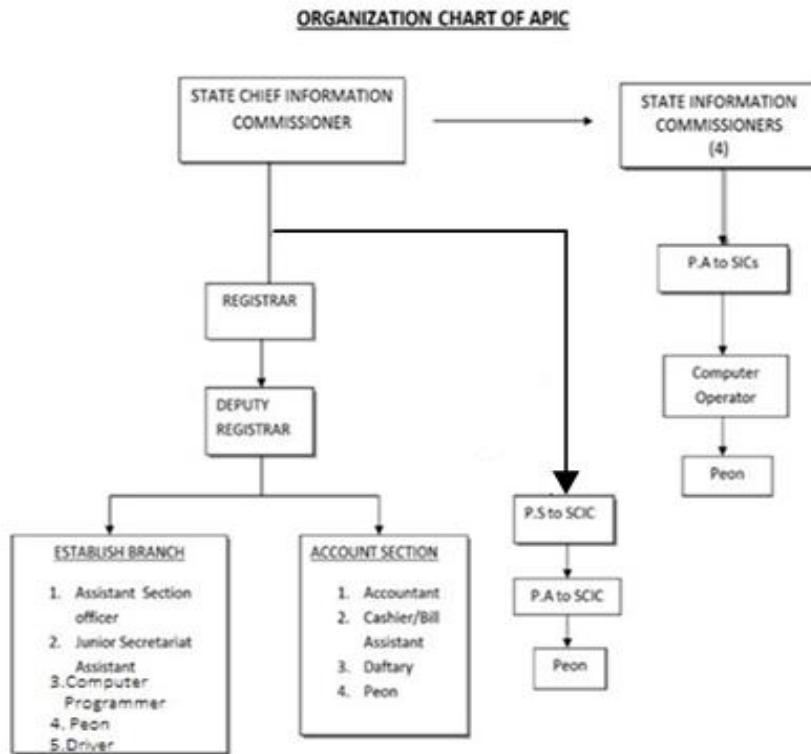 ORGANIZATION CHART OF APIC
STATE CHIEF INFORMATION
COMMISSIONER
STATE INFORMATION
COMMISSIONERS
(4)
P.A to SICs
REGISTRAR
Computer
Operator
DEPUTY
REGISTRAR
Peon
P.S to SCIC
ESTABLISH BRANCH
1. Assistant Section
officer
2. Junior Secretariat
Assistant
3.Computer
Programmer
4. Peon
5.Driver
ACCOUNT SECTION
1. Accountant
2. Cashier/Bill
Assistant
3. Daftary
4. Peon
P.A to SCIC
Peon